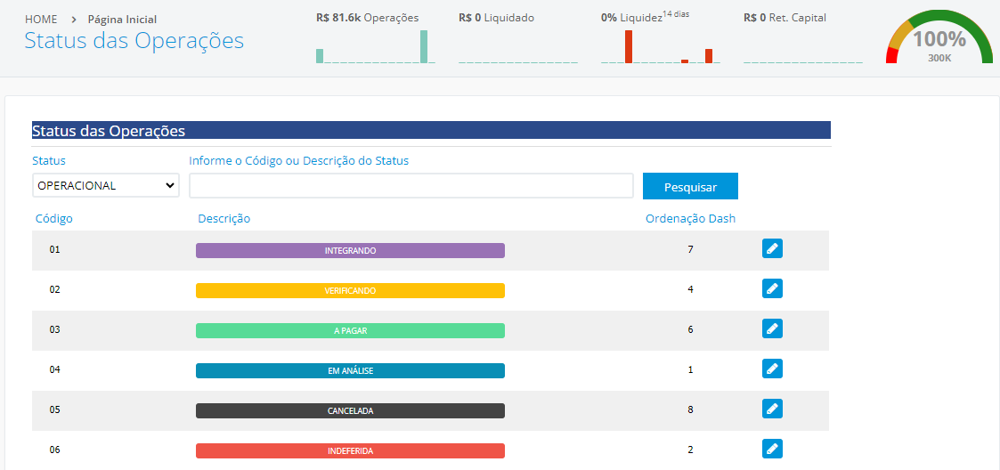 HOME > Página Inicial
Status das Operações
R$ 81.6k Operações
R$ 0 Liquidado
0% Liquidez 14 dias
R$ 0 Ret. Capital
100%
300K
Status das Operações
Status Informe o Código ou Descrição do Status
OPERACIONAL Pesquisar
Código Descrição Ordenação Dash
01 INTEGRANDO 7
02 VERIFICANDO 4
03 A PAGAR 6
04 EM ANÁLISE 1
05 CANCELADA 8
06 INDEFERIDA 2